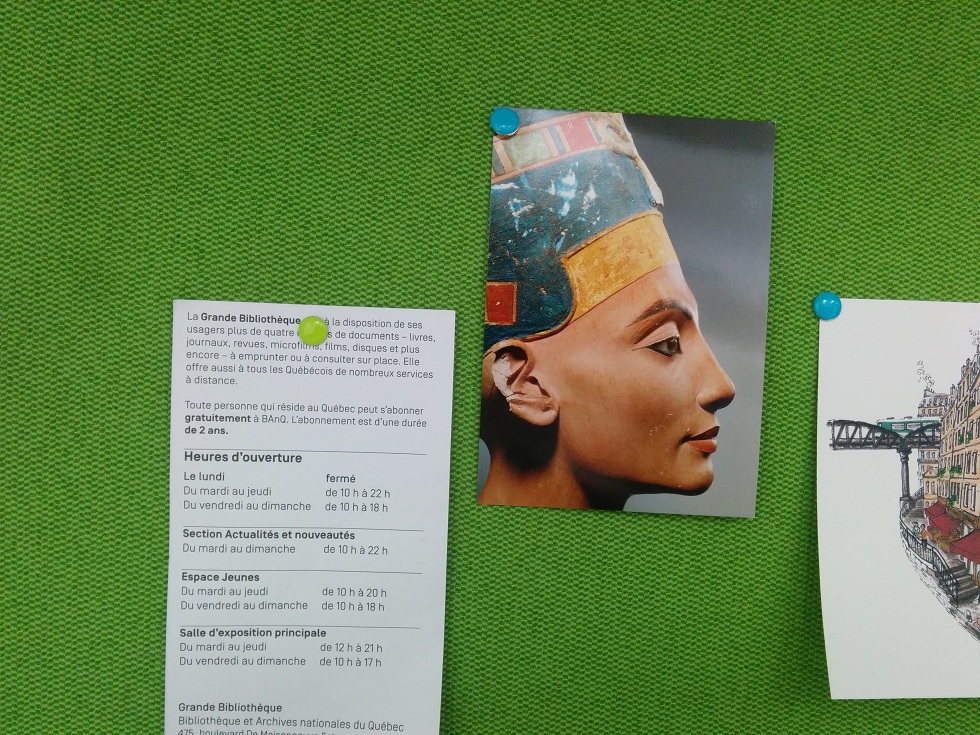 La Grande Bibliothèque à la disposition de ses
usagers plus de quatre de documents – livres,
journaux, revues, microfilms, films, disques et plus
encore – à emprunter ou à consulter sur place. Elle
offre aussi à tous les Québécois de nombreux services
à distance.
Toute personne qui réside au Québec peut s'abonner
gratuitement à BAnQ. L'abonnement est d'une durée
de 2 ans.
Heures d'ouverture
Le lundi fermé
Du mardi au jeudi de 10 h à 22 h
Du vendredi au dimanche de 10 h à 18 h
Section Actualités et nouveautés
Du mardi au dimanche de 10 h à 22 h
Espace Jeunes
Du mardi au jeudi de 10 h à 20 h
Du vendredi au dimanche de 10 h à 18 h
Salle d'exposition principale
Du mardi au jeudi de 12 h à 21 h
Du vendredi au dimanche de 10 h à 17 h
Grande Bibliothèque
Bibliothèque et Archives nationales du Québec
475, boulevard De Maisonneuve